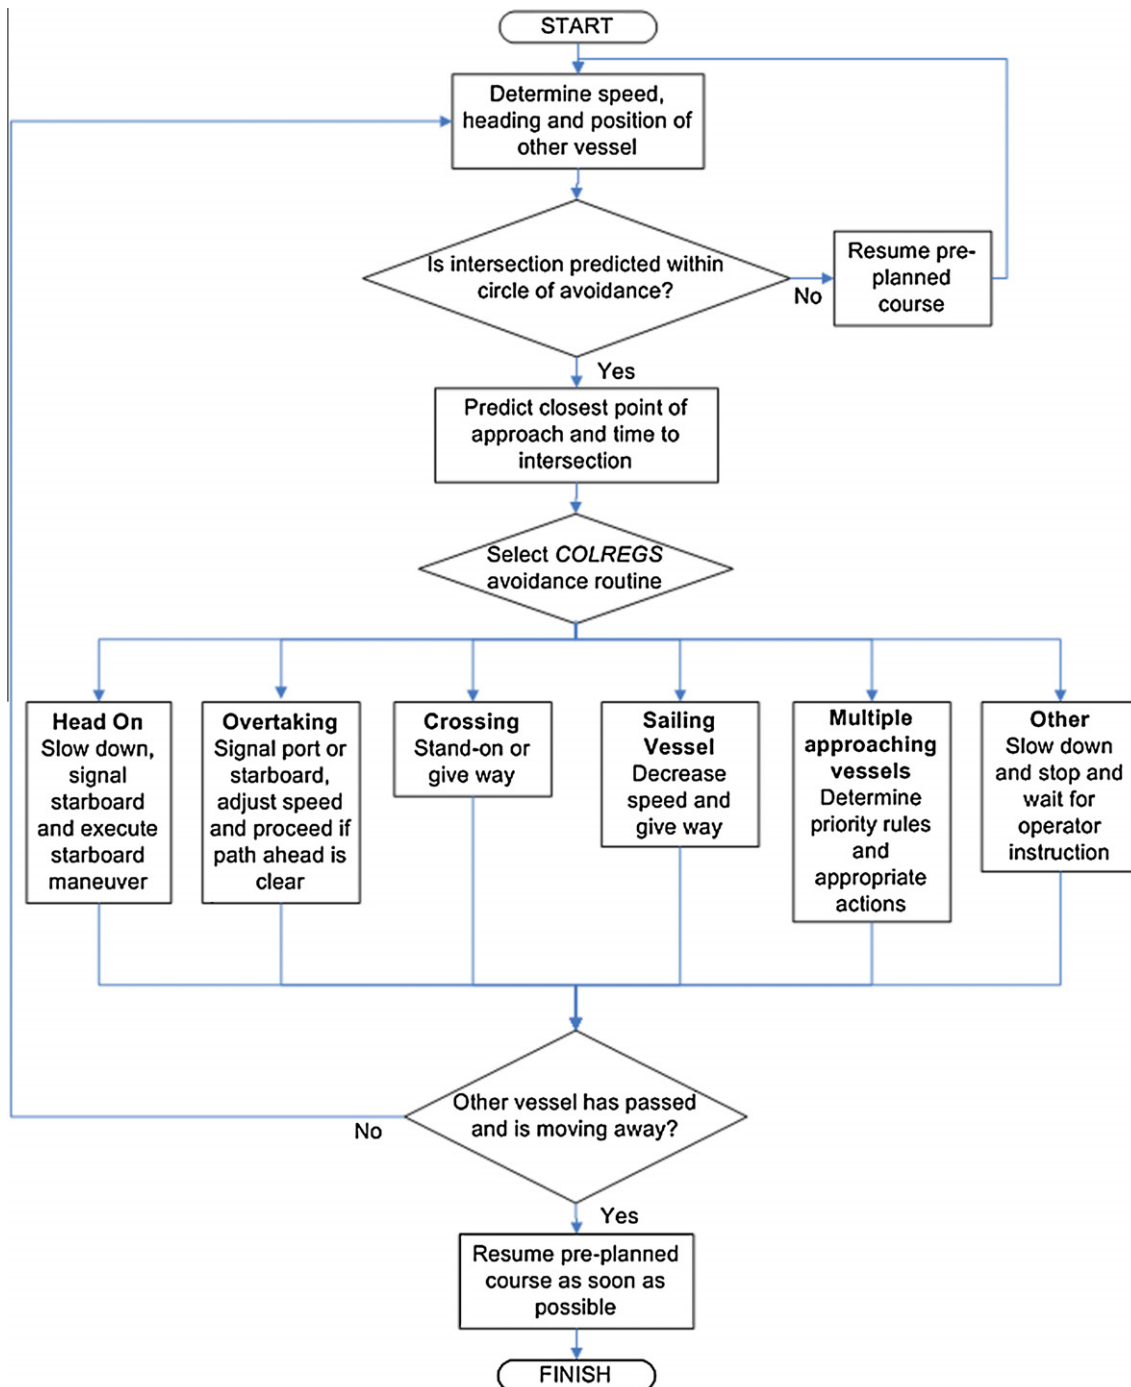 START
Determine speed,
heading and position of
other vessel
Is intersection predicted within
circle of avoidance?
No
Resume pre-
planned
course
Yes
Predict closest point of
approach and time to
intersection
Select COLREGS
avoidance routine
Head On
Slow down,
signal
starboard
and execute
starboard
maneuver
Overtaking
Signal port or
starboard,
adjust speed
and proceed if
path ahead is
clear
Crossing
Stand-on or
give way
Sailing
Vessel
Decrease
speed and
give way
Multiple
approaching
vessels
Determine
priority rules
and
appropriate
actions
Other
Slow down
and stop and
wait for
operator
instruction
Other vessel has passed
and is moving away?
No
Yes
Resume pre-planned
course as soon as
possible
FINISH